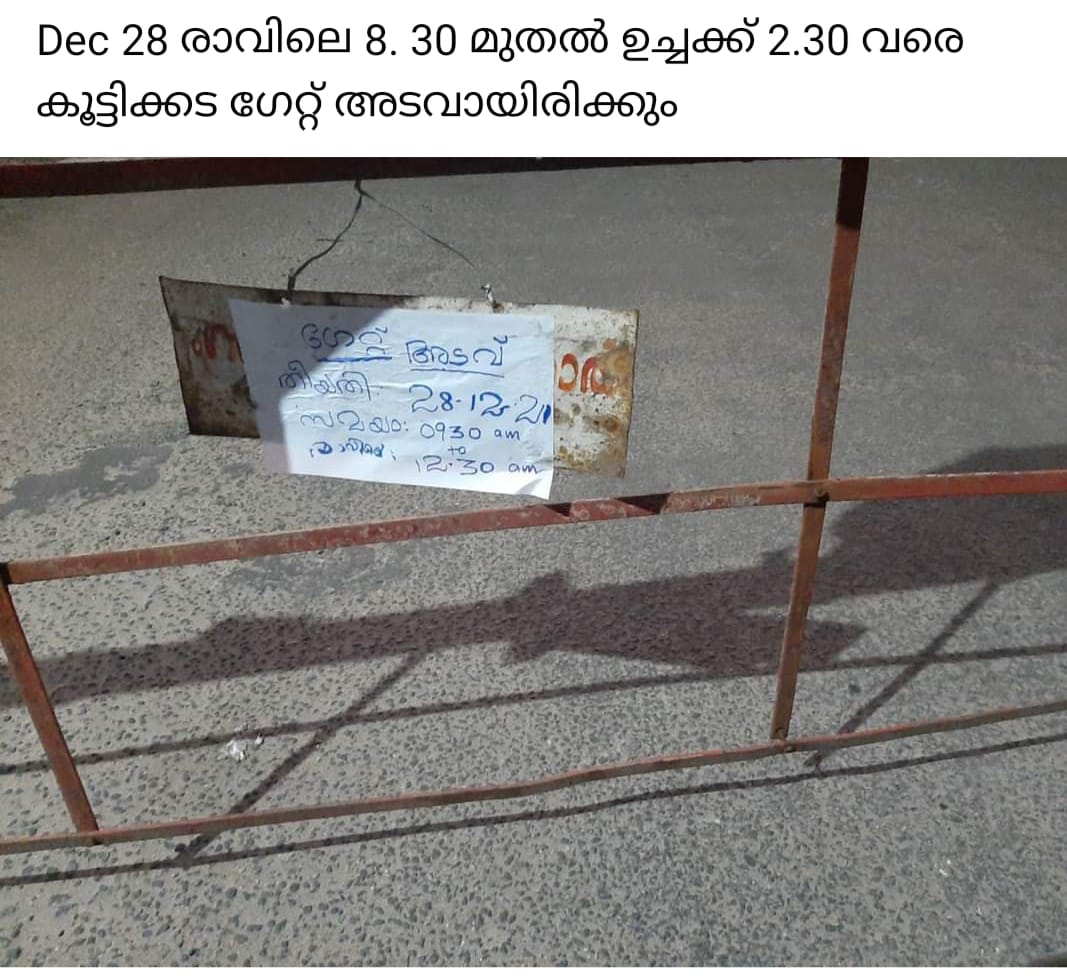 Dec 28 രാവിലെ 8. 30 മുതൽ ഉച്ചക്ക് 2.30 വരെ
കൂട്ടിക്കട ഗേറ്റ് അടവായിരിക്കും
ഗേറ്റ് അടവ്
തീയതി: 28-12-21
സമയം: 0930 am
രാവിലെ: to
12.30 am